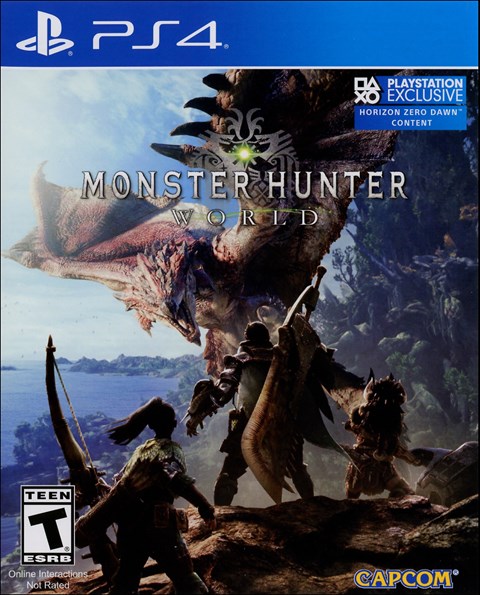 PS4
PLAYSTATION
EXCLUSIVE
HORIZON ZERO DAWN™
CONTENT
MONSTER HUNTER
WORLD
TEEN
T
ESRB
Online Interactions
Not Rated
CAPCOM®